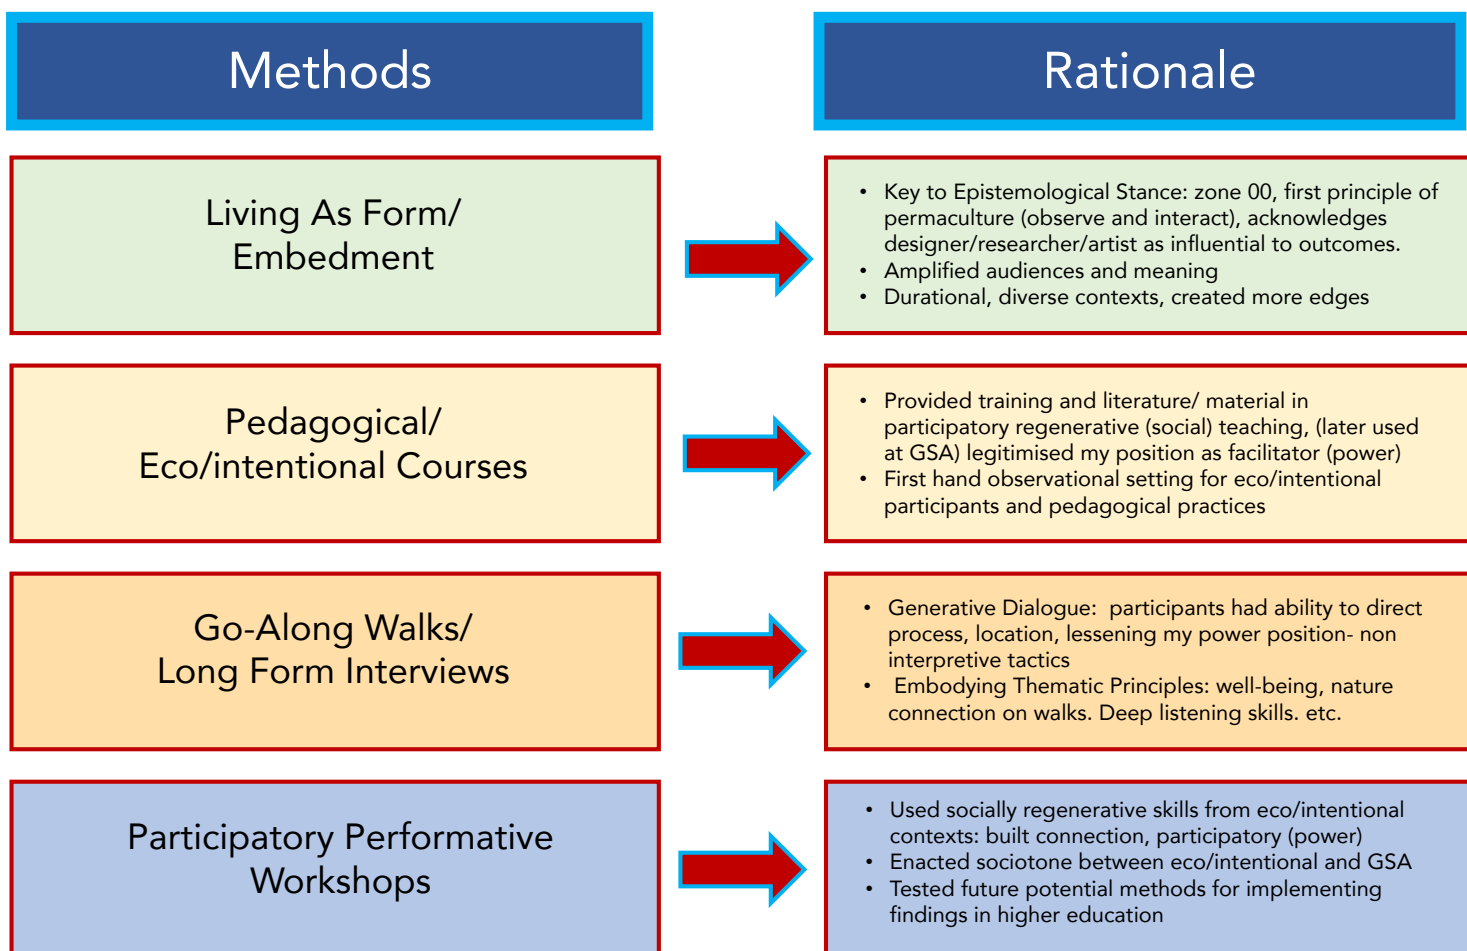 Methods
Rationale
Living As Form/
Embedment
• Key to Epistemological Stance: zone 00, first principle of
permaculture (observe and interact), acknowledges
designer/researcher/artist as influential to outcomes.
• Amplified audiences and meaning
• Durational, diverse contexts, created more edges
Pedagogical/
Eco/intentional Courses
• Provided training and literature/ material in
participatory regenerative (social) teaching, (later used
at GSA) legitimised my position as facilitator (power)
• First hand observational setting for eco/intentional
participants and pedagogical practices
Go-Along Walks/
Long Form Interviews
• Generative Dialogue: participants had ability to direct
process, location, lessening my power position- non
interpretive tactics
• Embodying Thematic Principles: well-being, nature
connection on walks. Deep listening skills. etc.
Participatory Performative
Workshops
• Used socially regenerative skills from eco/intentional
contexts: built connection, participatory (power)
• Enacted sociotone between eco/intentional and GSA
• Tested future potential methods for implementing
findings in higher education